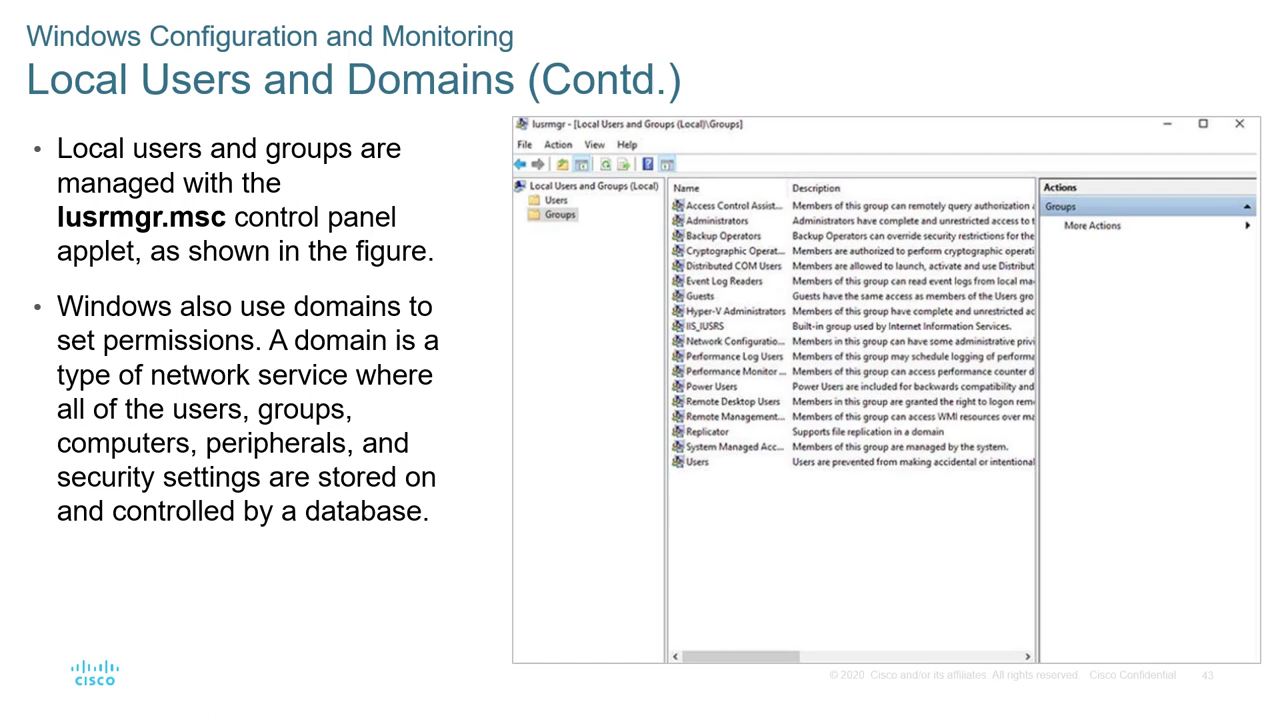 Windows Configuration and Monitoring
Local Users and Domains (Contd.)
• Local users and groups are
managed with the
lusrmgr.msc control panel
applet, as shown in the figure.
• Windows also use domains to
set permissions. A domain is a
type of network service where
all of the users, groups,
computers, peripherals, and
security settings are stored on
and controlled by a database.
lusrmgr - [Local Users and Groups (Local)\Groups]
File Action View Help
Local Users and Groups (Local)
Users
Groups
Name Description
Access Control Assist... Members of this group can remotely query authorization a
Administrators Administrators have complete and unrestricted access to t
Backup Operators Backup Operators can override security restrictions for the
Cryptographic Operat... Members are authorized to perform cryptographic operati
Distributed COM Users Members are allowed to launch, activate and use Distribut
Event Log Readers Members of this group can read event logs from local ma
Guests Guests have the same access as members of the Users gro
Hyper-V Administrators Members of this group have complete and unrestricted ac
IIS_IUSRS Built-in group used by Internet Information Services.
Network Configuratio... Members in this group can have some administrative privi
Performance Log Users Members of this group may schedule logging of performa
Performance Monitor ... Members of this group can access performance counter d
Power Users Power Users are included for backwards compatibility and
Remote Desktop Users Members in this group are granted the right to logon rem
Remote Management... Members of this group can access WMI resources over ma
Replicator Supports file replication in a domain
System Managed Acc... Members of this group are managed by the system.
Users Users are prevented from making accidental or intentional
Actions
Groups
More Actions
CISCO
© 2020 Cisco and/or its affiliates. All rights reserved. Cisco Confidential 43